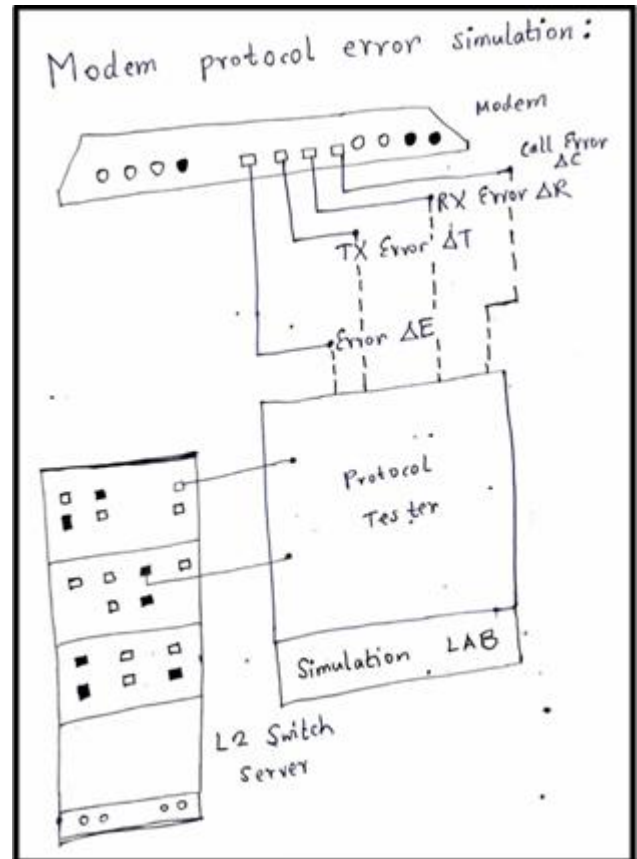 Modem protocol error simulation:
Modem
Call Error
ΔC
RX Error ΔR
TX Error ΔT
Error ΔE
Protocol
Tester
Simulation LAB
L2 Switch
Server